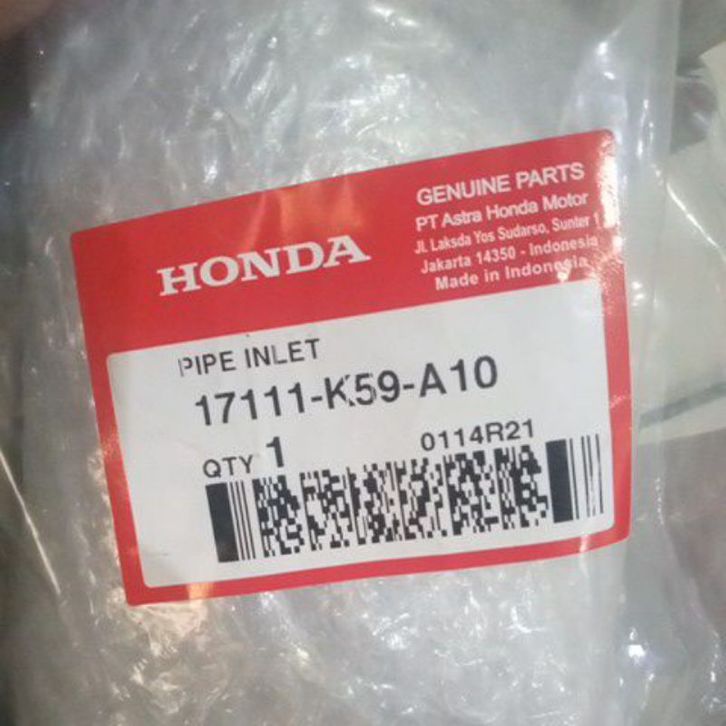 HONDA
GENUINE PARTS
PT Astra Honda Motor
Jl. Laksda Yos Sudarso, Sunter 1
Jakarta 14350 - Indonesia
Made in Indonesia
PIPE INLET
17111-K59-A10
QTY 1
0114R21